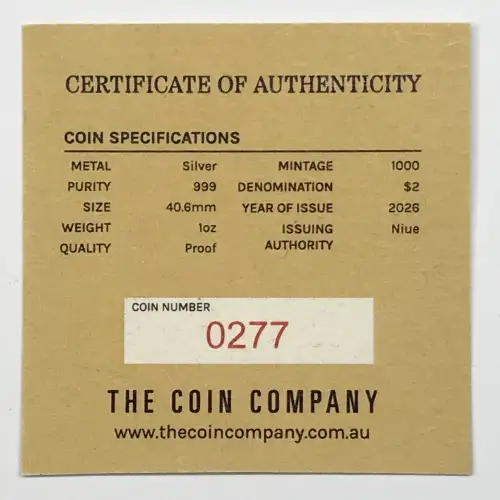 CERTIFICATE OF AUTHENTICITY
COIN SPECIFICATIONS
METAL Silver MINTAGE 1000
PURITY 999 DENOMINATION $2
SIZE 40.6mm YEAR OF ISSUE 2026
WEIGHT 1oz ISSUING AUTHORITY Niue
QUALITY Proof
COIN NUMBER
0277
THE COIN COMPANY
www.thecoincompany.com.au